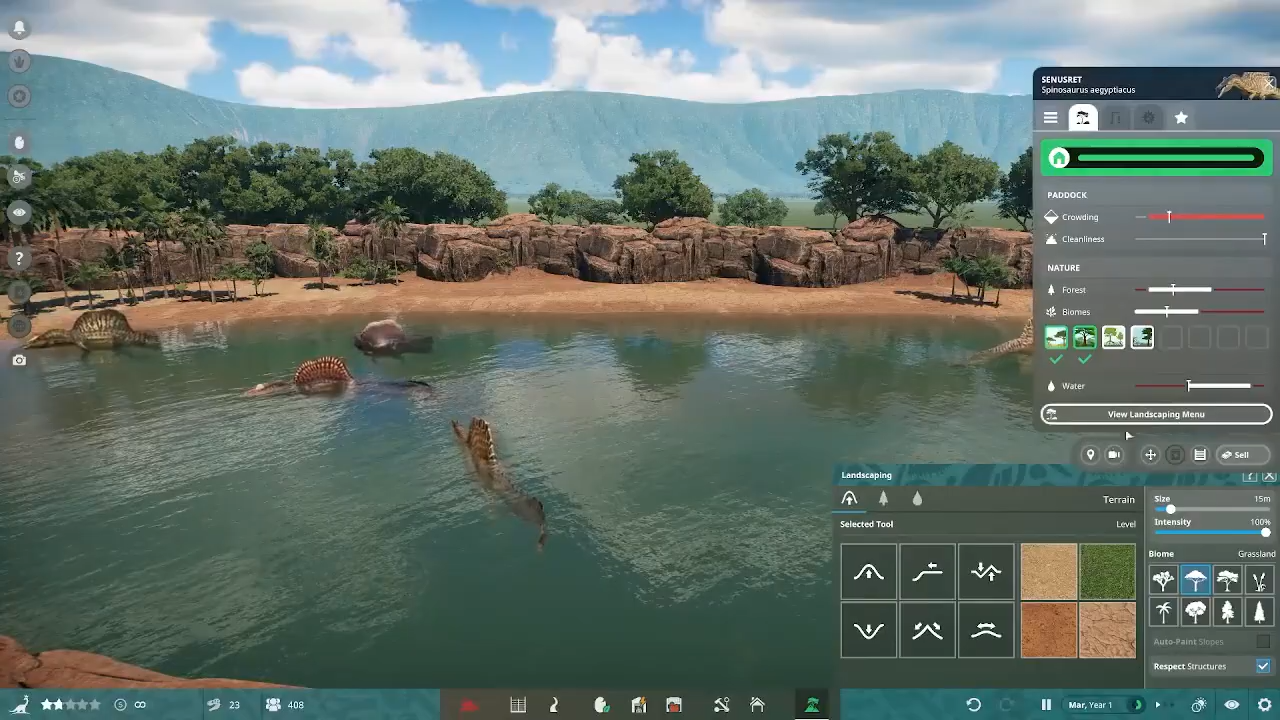 SENUSRET
Spinosaurus aegyptiacus
PADDOCK
Crowding
Cleanliness
NATURE
Forest
Biomes
Water
View Landscaping Menu
Sell
Landscaping
Terrain
Selected Tool
Level
Size
15m
Intensity
100%
Biome
Grassland
Auto-Paint Slopes
Respect Structures
23
408
Mar, Year 1